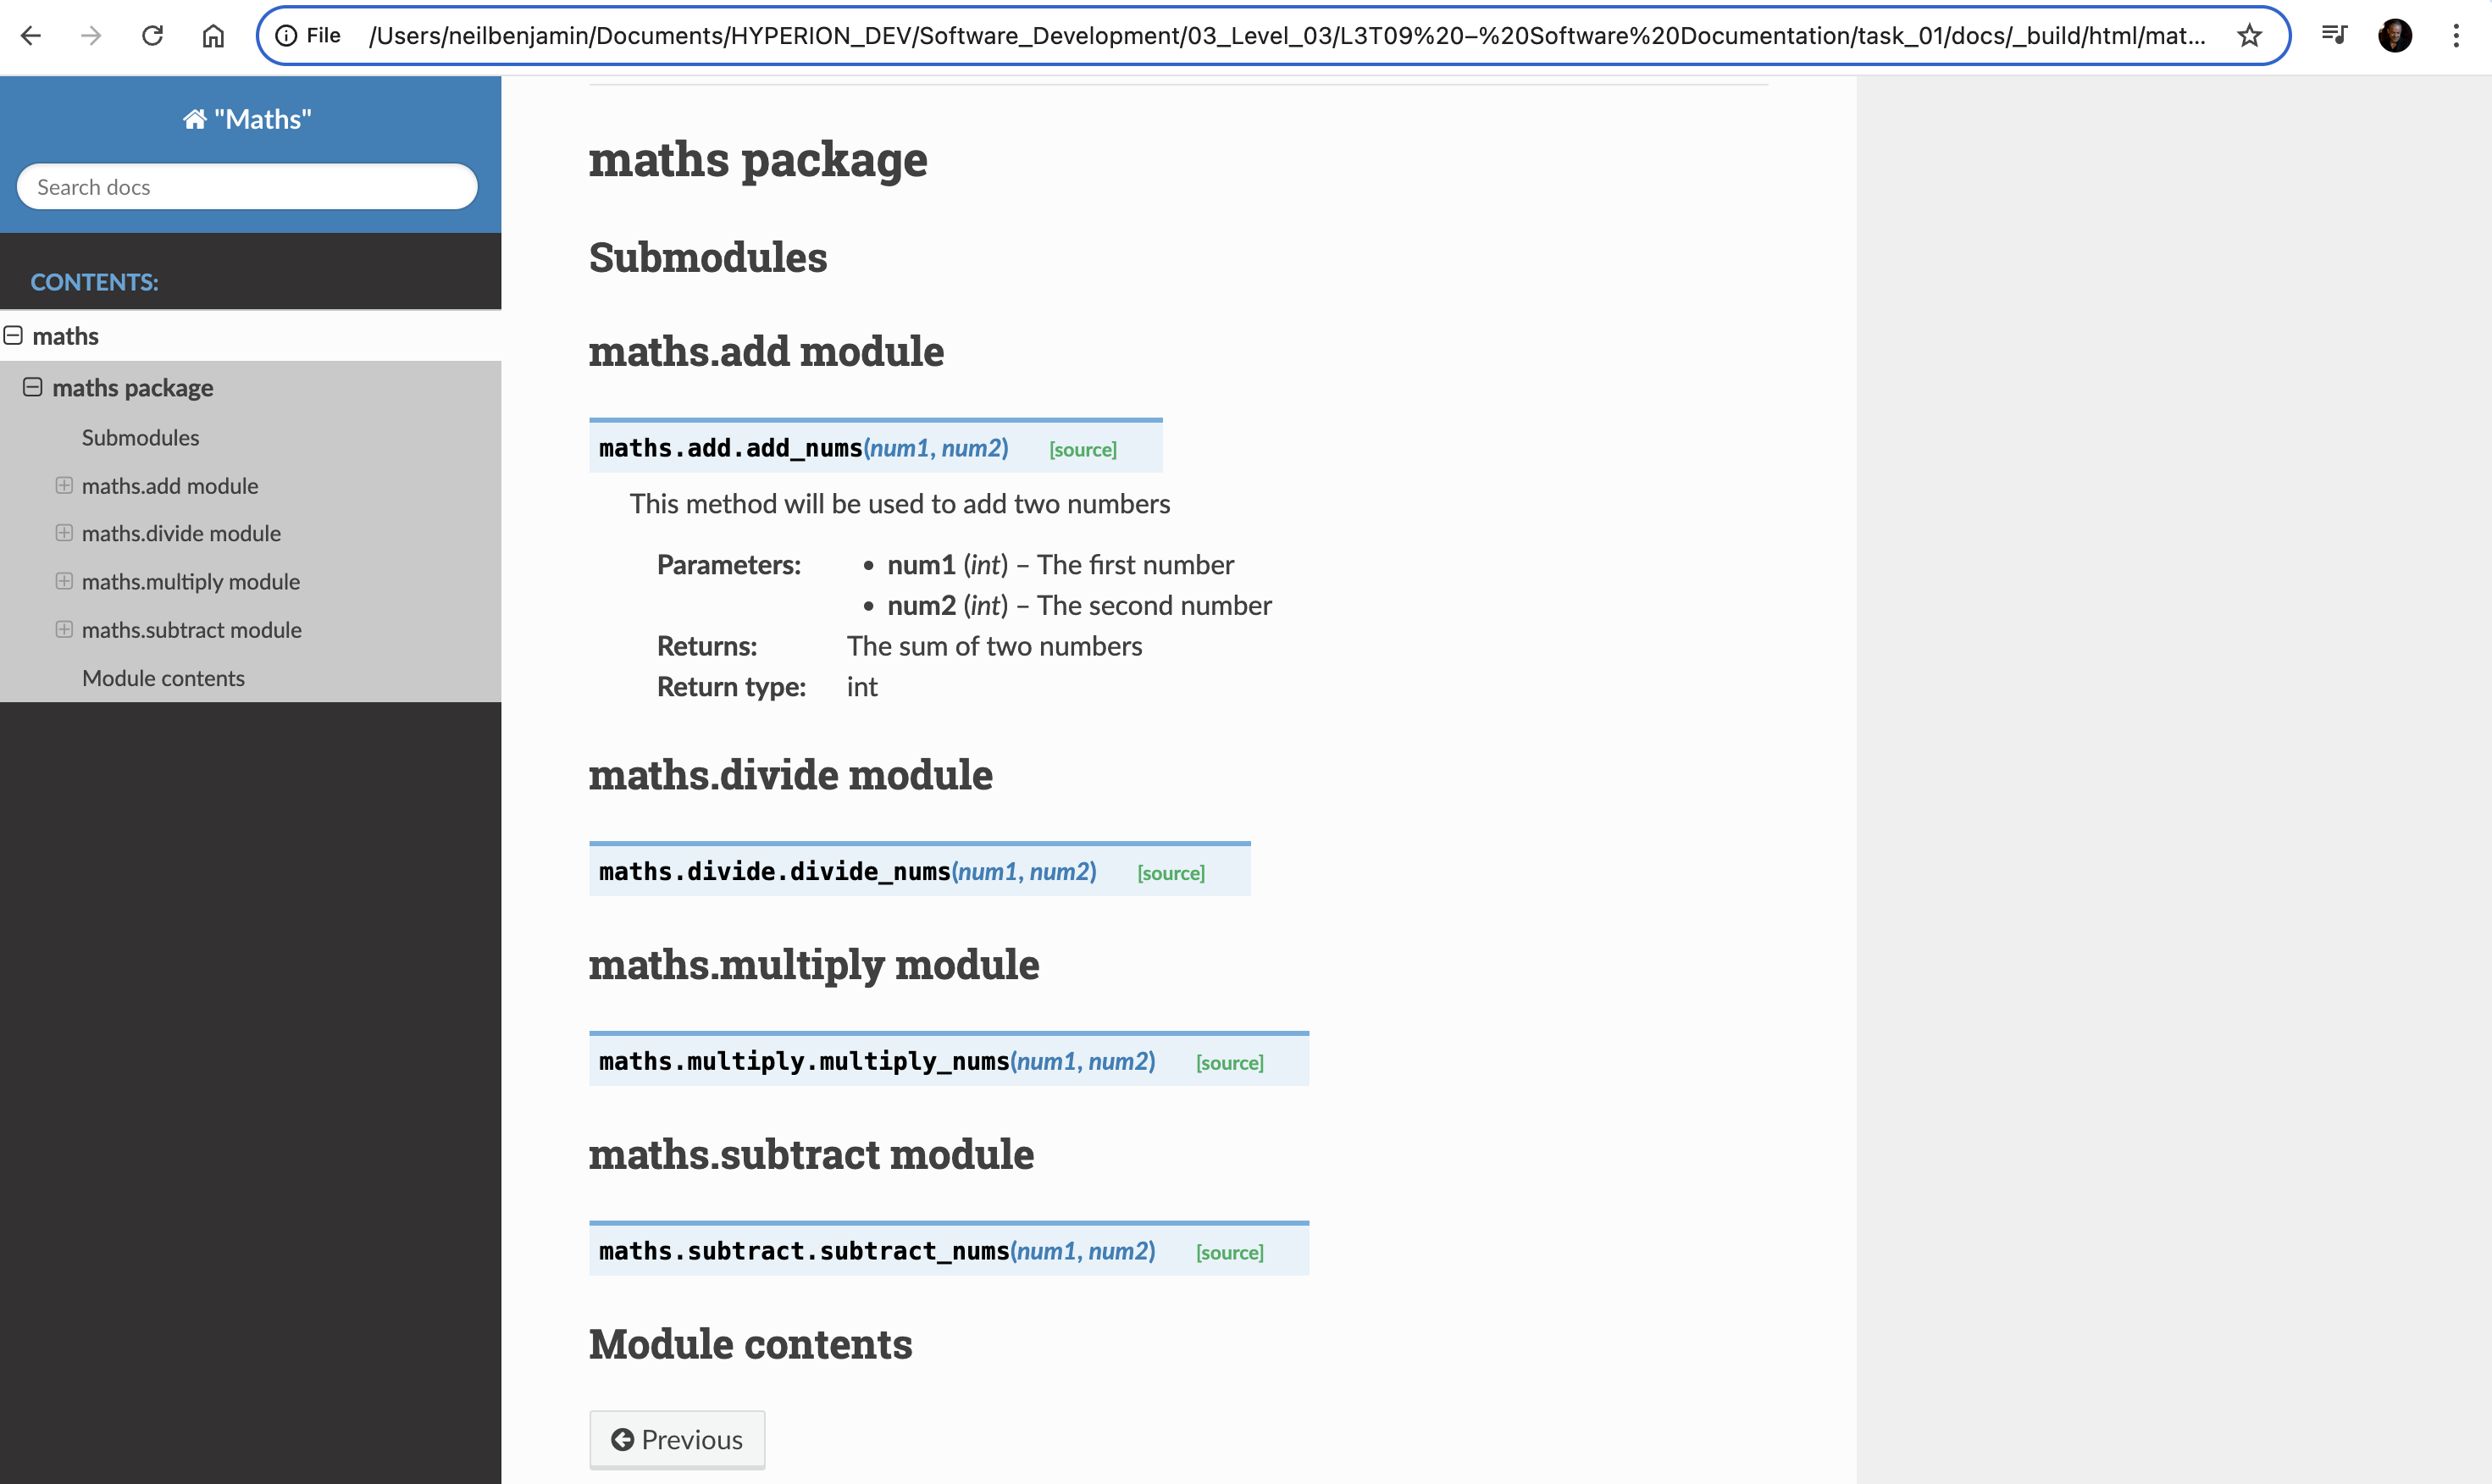 File /Users/neilbenjamin/Documents/HYPERION_DEV/Software_Development/03_Level_03/L3T09%20–%20Software%20Documentation/task_01/docs/_build/html/mat...
"Maths"
Search docs
CONTENTS:
maths
maths package
Submodules
maths.add module
maths.divide module
maths.multiply module
maths.subtract module
Module contents
maths package
Submodules
maths.add module
maths.add.add_nums(num1, num2) [source]
This method will be used to add two numbers
Parameters: • num1 (int) – The first number
• num2 (int) – The second number
Returns: The sum of two numbers
Return type: int
maths.divide module
maths.divide.divide_nums(num1, num2) [source]
maths.multiply module
maths.multiply.multiply_nums(num1, num2) [source]
maths.subtract module
maths.subtract.subtract_nums(num1, num2) [source]
Module contents
Previous